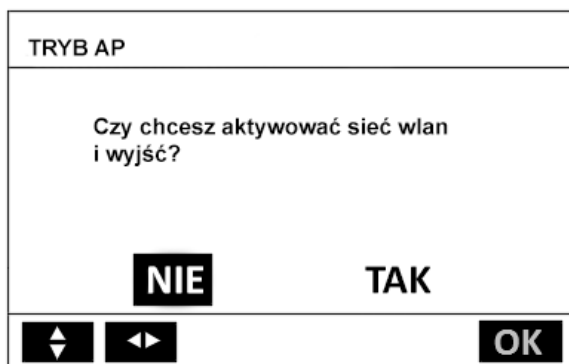 TRYB AP
Czy chcesz aktywować sieć wlan
i wyjść?
NIE TAK
OK